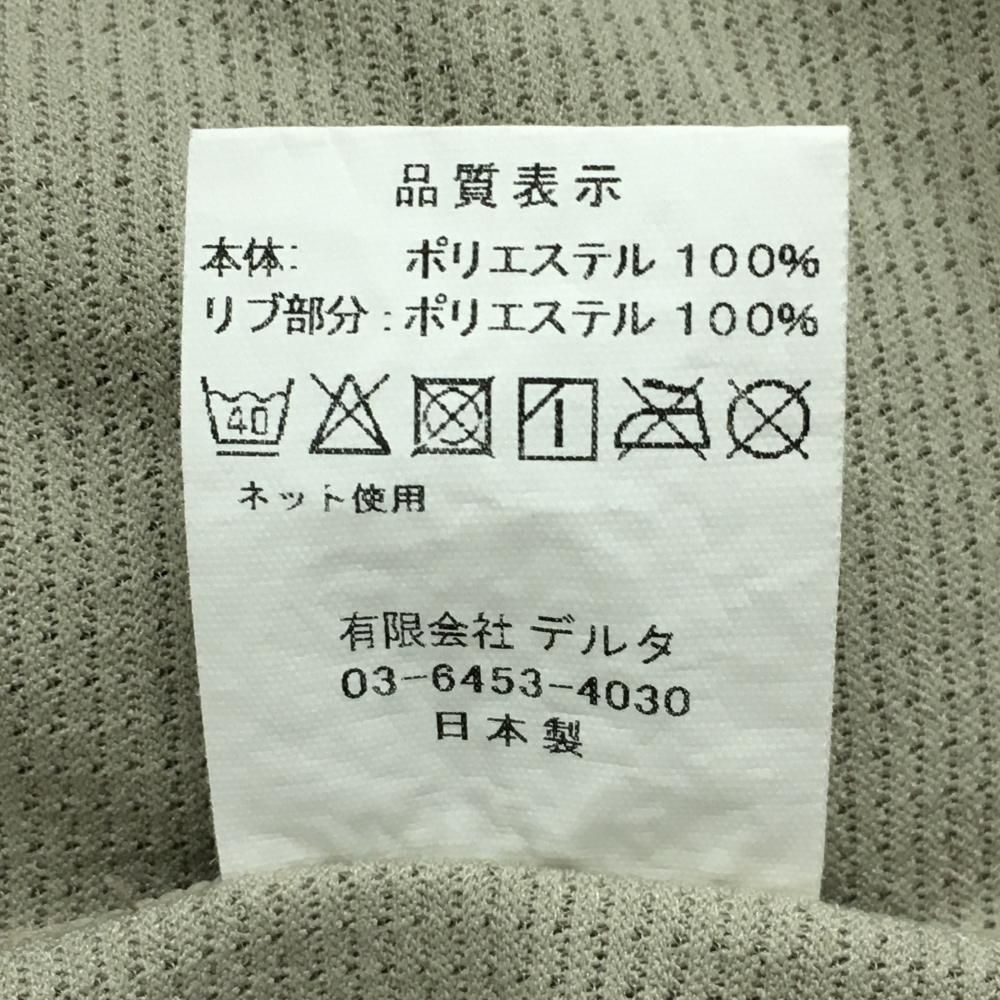 品質表示
本体: ポリエステル 100%
リブ部分:ポリエステル 100%
40
ネット使用
有限会社 デルタ
03-6453-4030
日本製